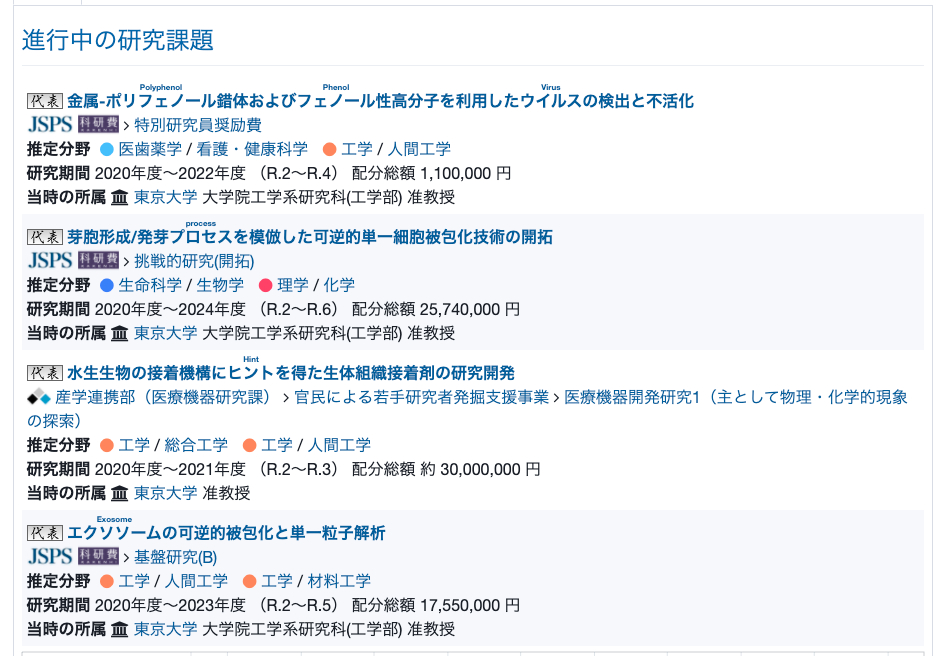 進行中の研究課題
Polyphenol Phenol Virus
代表 金属-ポリフェノール錯体およびフェノール性高分子を利用したウイルスの検出と不活化
JSPS 科研費 › 特別研究員奨励費
推定分野 医歯薬学 / 看護・健康科学 工学 / 人間工学
研究期間 2020年度〜2022年度 （R.2〜R.4） 配分総額 1,100,000 円
当時の所属 東京大学 大学院工学系研究科(工学部) 准教授
process
代表 芽胞形成/発芽プロセスを模倣した可逆的単一細胞被包化技術の開拓
JSPS 科研費 › 挑戦的研究(開拓)
推定分野 生命科学 / 生物学 理学 / 化学
研究期間 2020年度〜2024年度 （R.2〜R.6） 配分総額 25,740,000 円
当時の所属 東京大学 大学院工学系研究科(工学部) 准教授
Hint
代表 水生生物の接着機構にヒントを得た生体組織接着剤の研究開発
産学連携部（医療機器研究課） › 官民による若手研究者発掘支援事業 › 医療機器開発研究1（主として物理・化学的現象
の探索）
推定分野 工学 / 総合工学 工学 / 人間工学
研究期間 2020年度〜2021年度 （R.2〜R.3） 配分総額 約 30,000,000 円
当時の所属 東京大学 准教授
Exosome
代表 エクソソームの可逆的被包化と単一粒子解析
JSPS 科研費 › 基盤研究(B)
推定分野 工学 / 人間工学 工学 / 材料工学
研究期間 2020年度〜2023年度 （R.2〜R.5） 配分総額 17,550,000 円
当時の所属 東京大学 大学院工学系研究科(工学部) 准教授